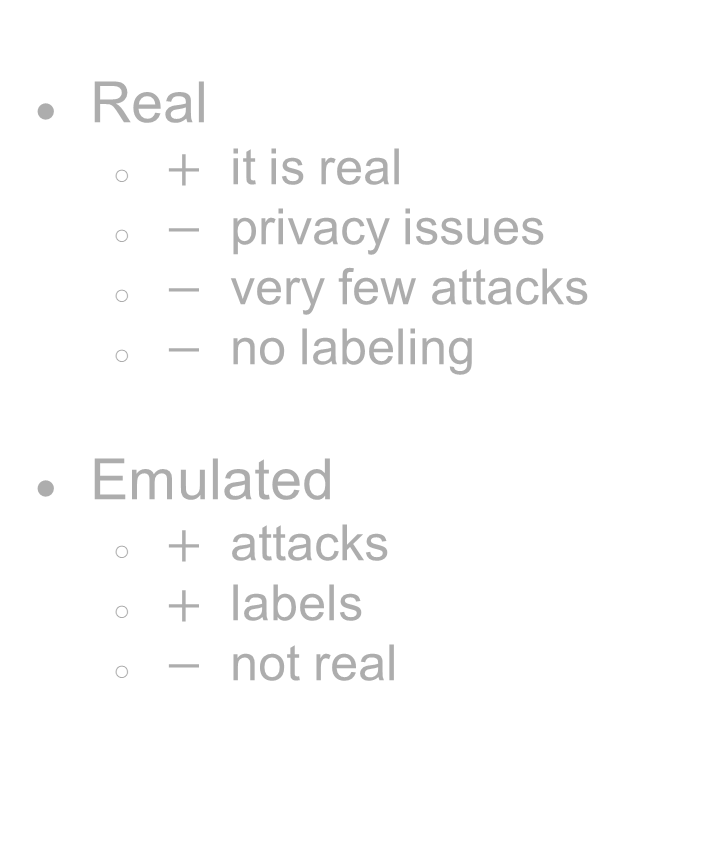 ● Real
○ + it is real
○ − privacy issues
○ − very few attacks
○ − no labeling
● Emulated
○ + attacks
○ + labels
○ − not real